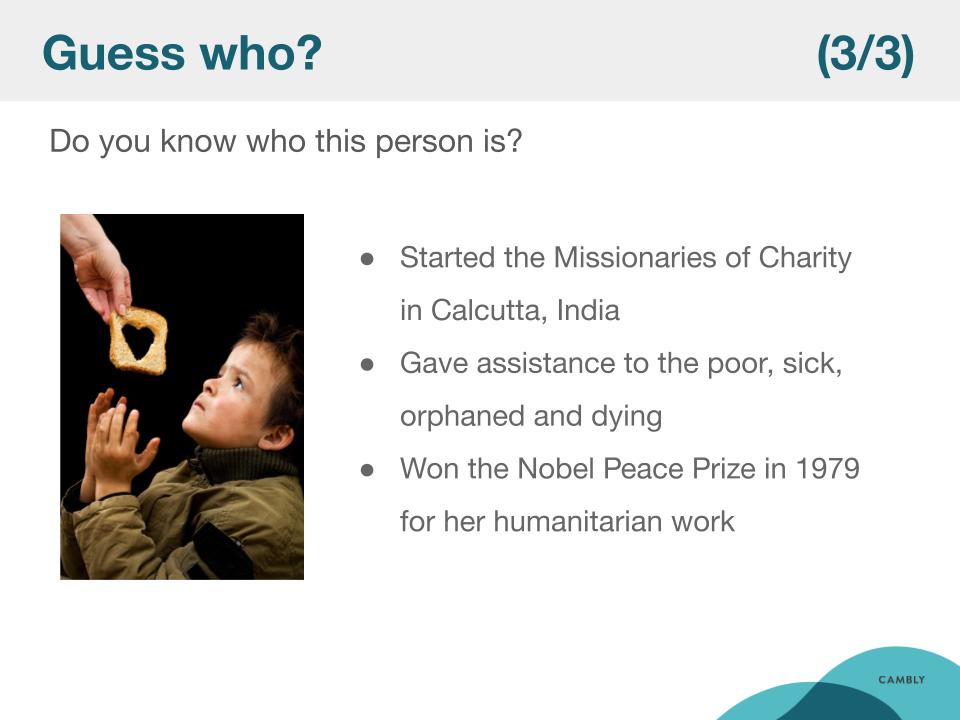 Guess who? (3/3)
Do you know who this person is?
● Started the Missionaries of Charity
in Calcutta, India
● Gave assistance to the poor, sick,
orphaned and dying
● Won the Nobel Peace Prize in 1979
for her humanitarian work
CAMBLY